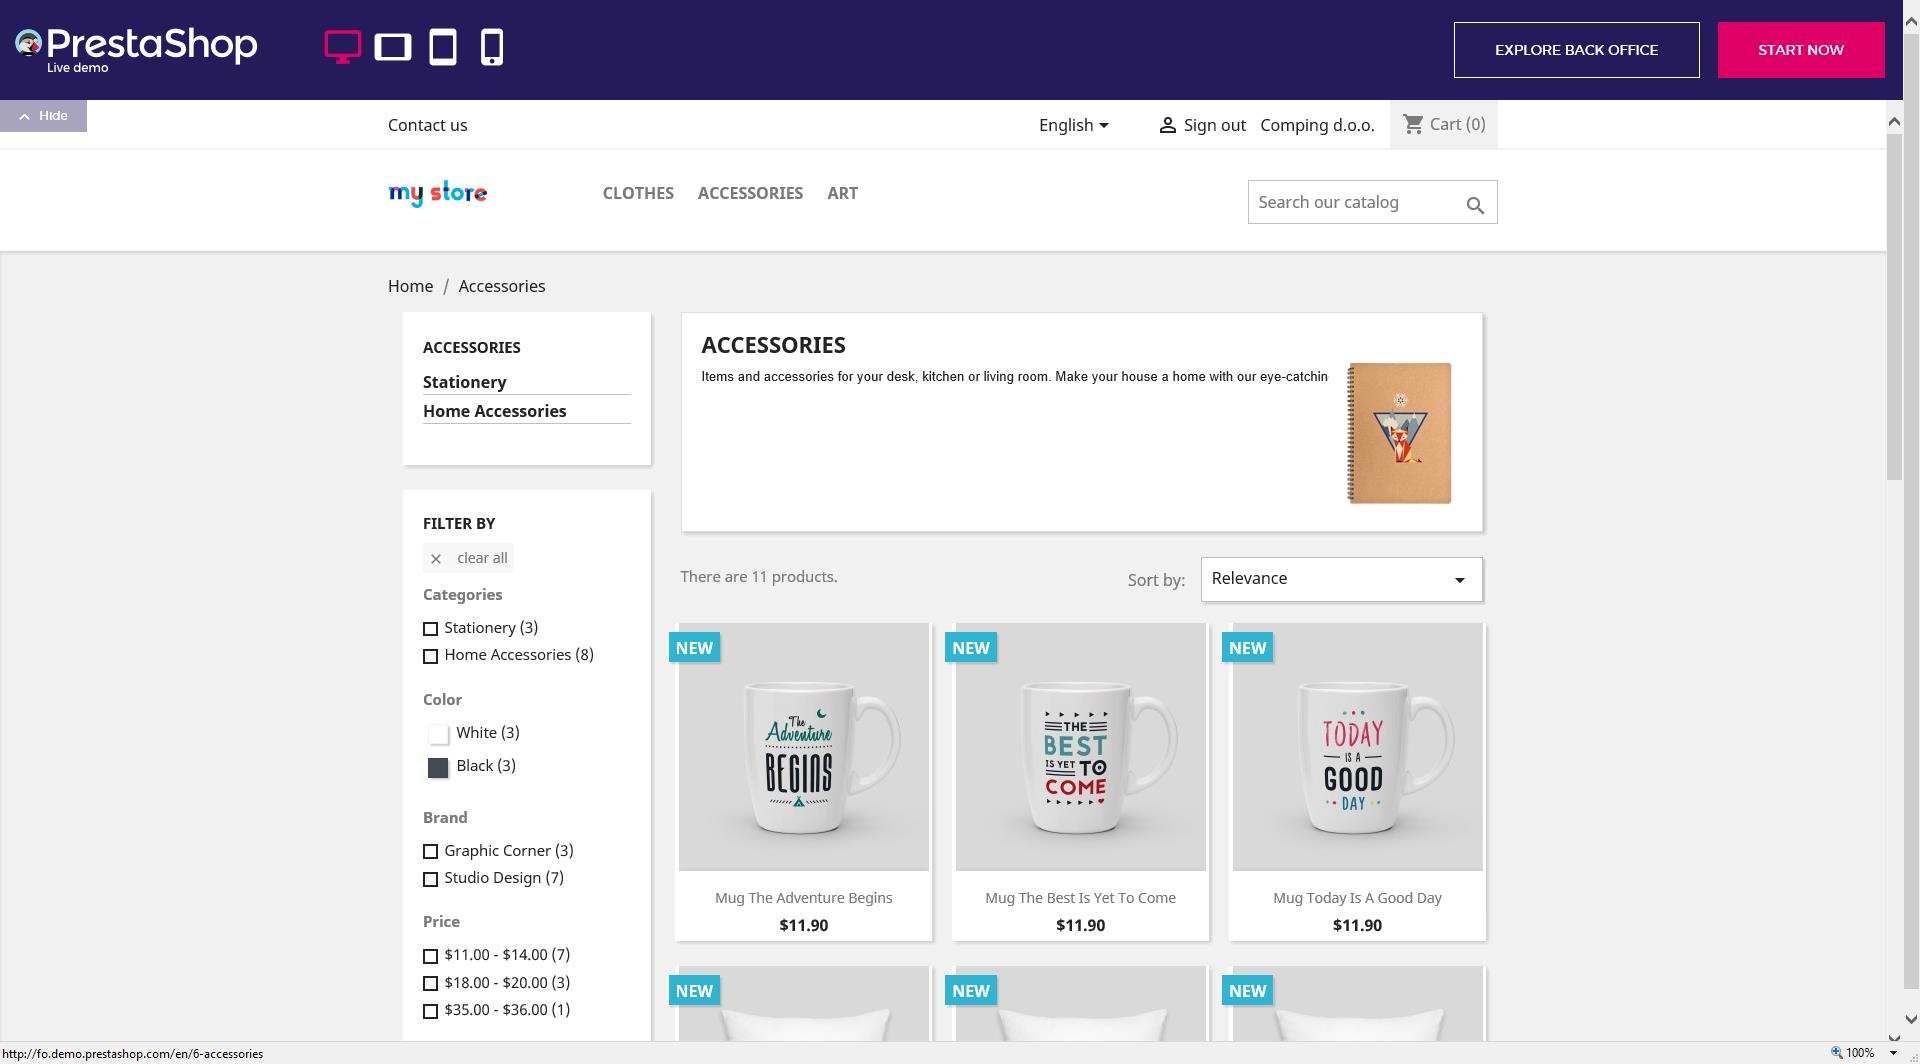 PrestaShop
Live demo
EXPLORE BACK OFFICE
START NOW
Hide
Contact us
English
Sign out
Comping d.o.o.
Cart (0)
my store
CLOTHES
ACCESSORIES
ART
Search our catalog
Home / Accessories
ACCESSORIES
Stationery
Home Accessories
ACCESSORIES
Items and accessories for your desk, kitchen or living room. Make your house a home with our eye-catchin
FILTER BY
clear all
Categories
Stationery (3)
Home Accessories (8)
Color
White (3)
Black (3)
Brand
Graphic Corner (3)
Studio Design (7)
Price
$11.00 - $14.00 (7)
$18.00 - $20.00 (3)
$35.00 - $36.00 (1)
There are 11 products.
Sort by:
Relevance
NEW
The
Adventure
BEGINS
Mug The Adventure Begins
$11.90
NEW
THE
BEST
IS YET TO
COME
Mug The Best Is Yet To Come
$11.90
NEW
TODAY
IS A
GOOD
DAY
Mug Today Is A Good Day
$11.90
NEW
NEW
NEW
http://fo.demo.prestashop.com/en/6-accessories
100%